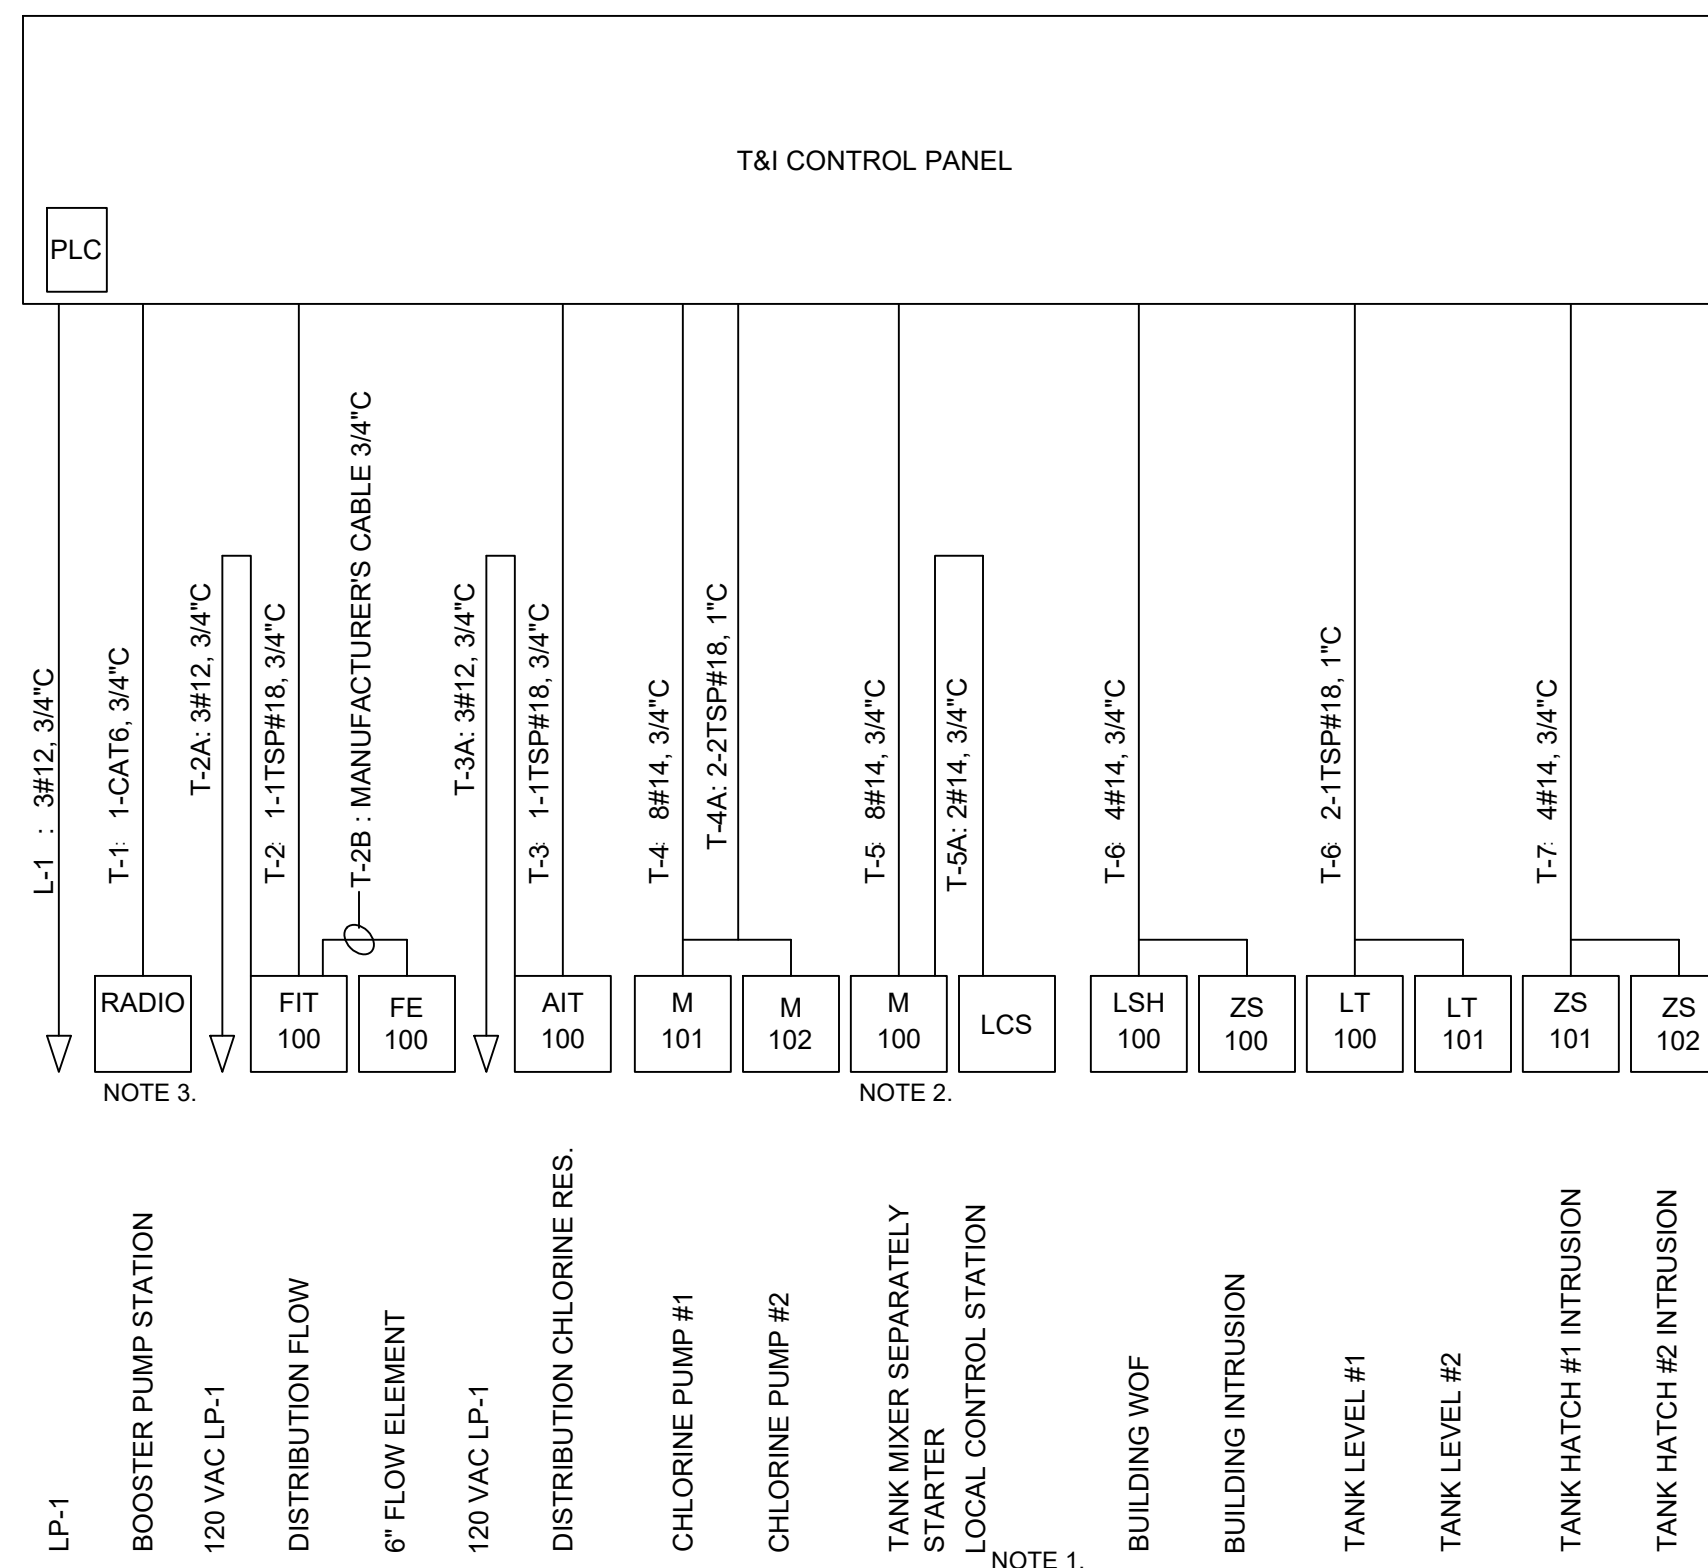 T&I CONTROL PANEL
PLC
L-1 : 3#12, 3/4"C
T-1: 1-CAT6, 3/4"C
T-2A: 3#12, 3/4"C
T-2: 1-1TSP#18, 3/4"C
T-2B : MANUFACTURER'S CABLE 3/4"C
T-3A: 3#12, 3/4"C
T-3: 1-1TSP#18, 3/4"C
T-4: 8#14, 3/4"C
T-4A: 2-2TSP#18, 1"C
T-5: 8#14, 3/4"C
T-5A: 2#14, 3/4"C
T-6: 4#14, 3/4"C
T-6: 2-1TSP#18, 1"C
T-7: 4#14, 3/4"C
RADIO
FIT
100
FE
100
AIT
100
M
101
M
102
M
100
LCS
LSH
100
ZS
100
LT
100
LT
101
ZS
101
ZS
102
NOTE 3.
NOTE 2.
LP-1
BOOSTER PUMP STATION
120 VAC LP-1
DISTRIBUTION FLOW
6" FLOW ELEMENT
120 VAC LP-1
DISTRIBUTION CHLORINE RES.
CHLORINE PUMP #1
CHLORINE PUMP #2
TANK MIXER SEPARATELY
STARTER
LOCAL CONTROL STATION
NOTE 1.
BUILDING WOF
BUILDING INTRUSION
TANK LEVEL #1
TANK LEVEL #2
TANK HATCH #1 INTRUSION
TANK HATCH #2 INTRUSION